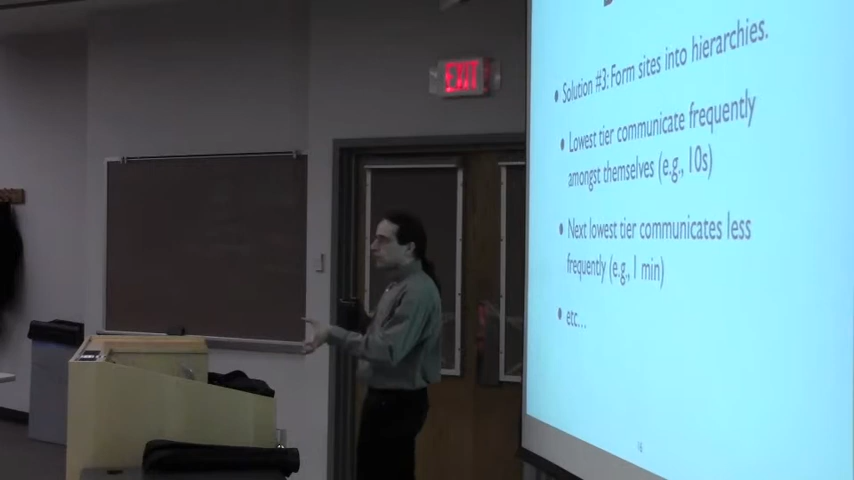 EXIT
• Solution #3: Form sites into hierarchies.
• Lowest tier communicate frequently
amongst themselves (e.g., 10s)
• Next lowest tier communicates less
frequently (e.g., 1 min)
• etc...
16